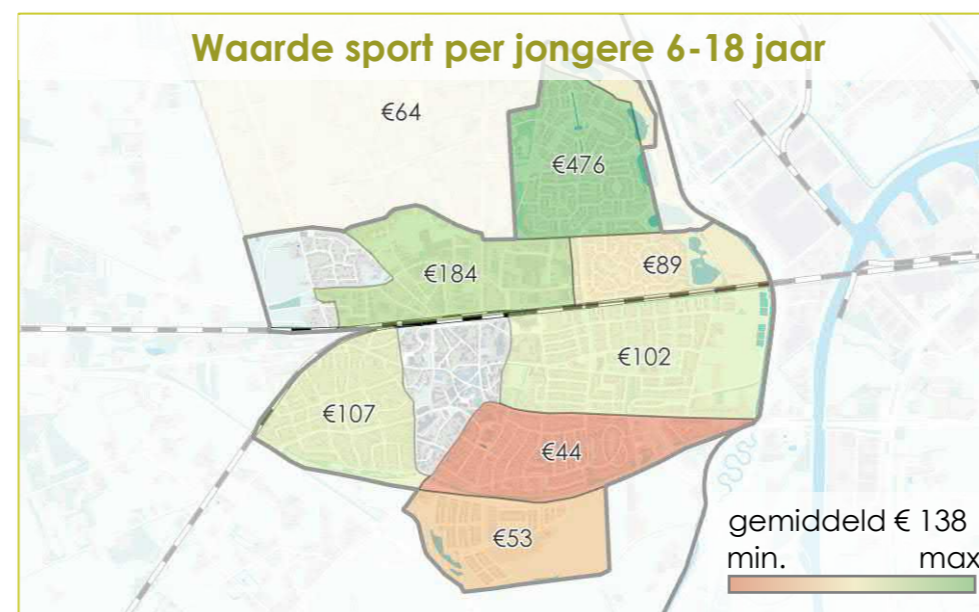 Waarde sport per jongere 6-18 jaar
€64
€476
€184
€89
€102
€107
€44
€53
gemiddeld € 138
min. max